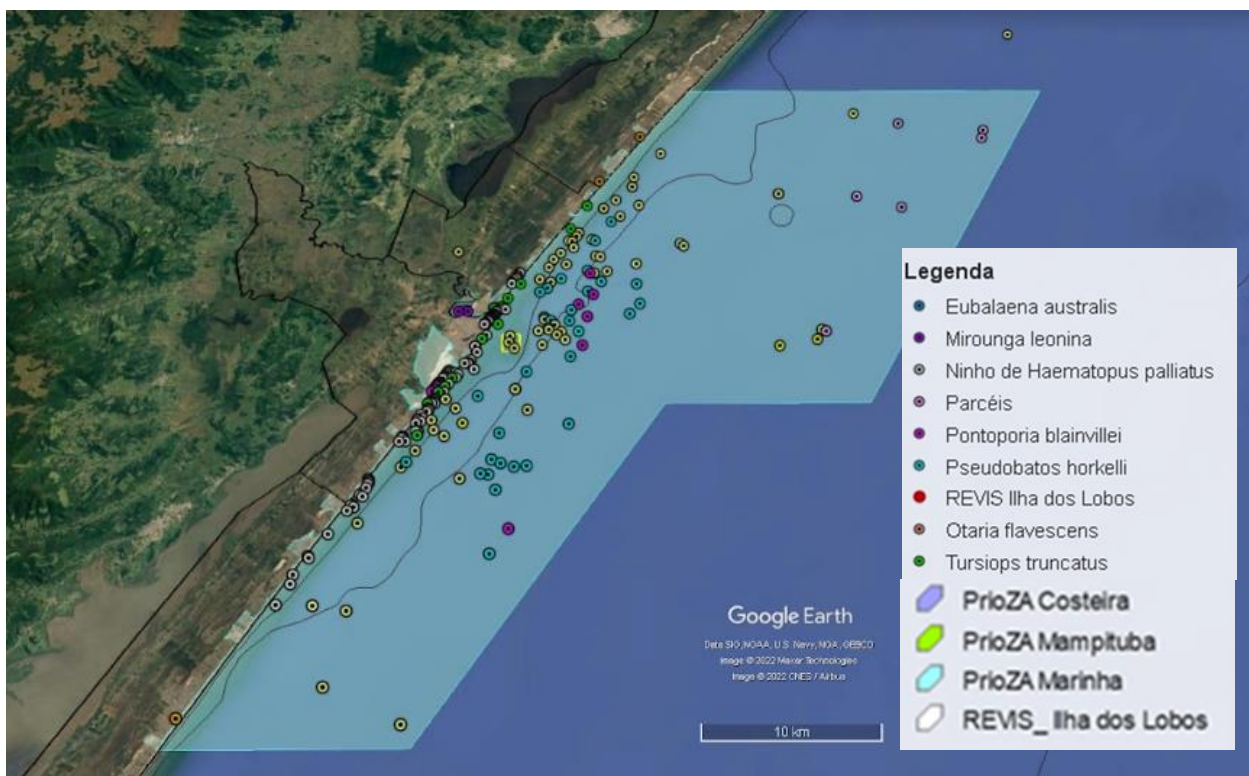 Legenda
Eubalaena australis
Mirounga leonina
Ninho de Haematopus palliatus
Parcéis
Pontoporia blainvillei
Pseudobatos horkelli
REVIS Ilha dos Lobos
Otaria flavescens
Tursiops truncatus
PrioZA Costeira
PrioZA Mampituba
PrioZA Marinha
REVIS_ Ilha dos Lobos
Google Earth
Data SIO, NOAA, U.S. Navy, NGA, GEBCO
Image © 2022 Maxar Technologies
Image © 2022 CNES / Airbus
10 km